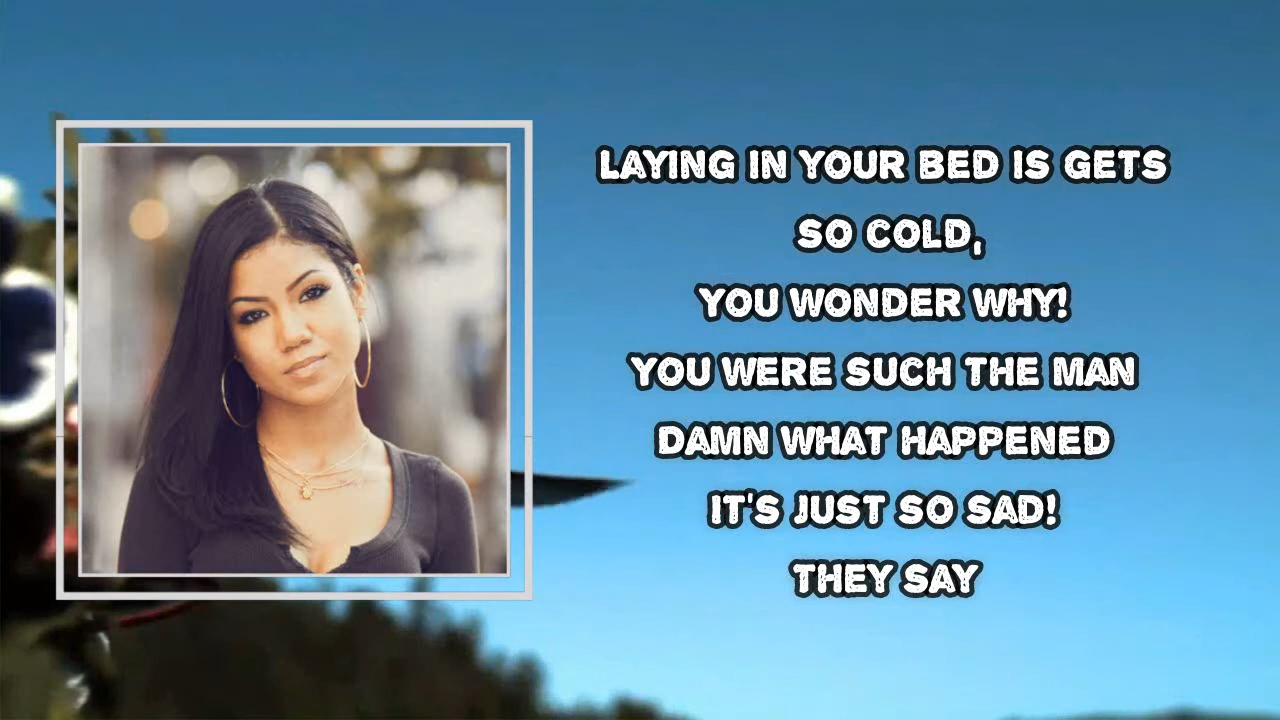 LAYING IN YOUR BED IS GETS
SO COLD,
YOU WONDER WHY!
YOU WERE SUCH THE MAN
DAMN WHAT HAPPENED
IT'S JUST SO SAD!
THEY SAY